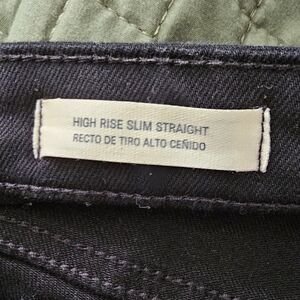 HIGH RISE SLIM STRAIGHT
RECTO DE TIRO ALTO CEÑIDO